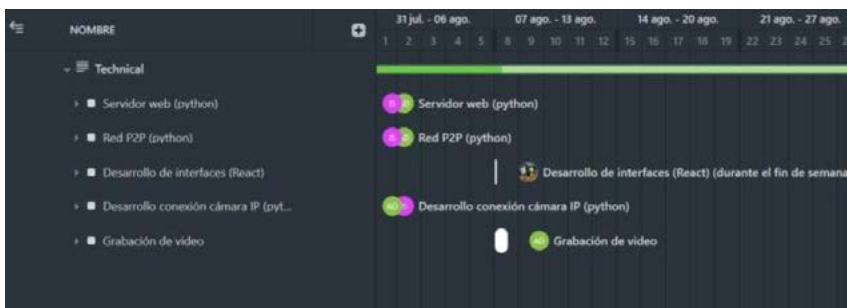 31 jul. - 06 ago. 07 ago. - 13 ago. 14 ago. - 20 ago. 21 ago. - 27 ago.
NOMBRE
1 2 3 4 5 8 9 10 11 12 15 16 17 18 19 22 23 24 25
Technical
Servidor web (python) Servidor web (python)
Red P2P (python) Red P2P (python)
Desarrollo de interfaces (React) Desarrollo de interfaces (React) (durante el fin de semana
Desarrollo conexión cámara IP (pyt... AO Desarrollo conexión cámara IP (python)
Grabación de video AO Grabación de video